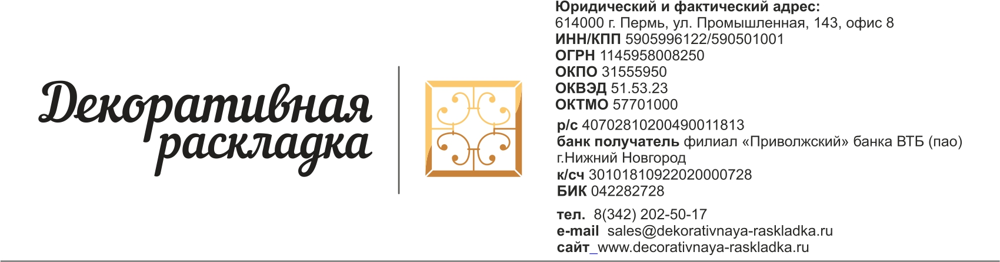 Декоративная
раскладка
Юридический и фактический адрес:
614000 г. Пермь, ул. Промышленная, 143, офис 8
ИНН/КПП 5905996122/590501001
ОГРН 1145958008250
ОКПО 31555950
ОКВЭД 51.53.23
ОКТМО 57701000
р/с 40702810200490011813
банк получатель филиал «Приволжский» банка ВТБ (пао)
г.Нижний Новгород
к/сч 30101810922020000728
БИК 042282728
тел. 8(342) 202-50-17
e-mail sales@dekorativnaya-raskladka.ru
сайт_www.decorativnaya-raskladka.ru